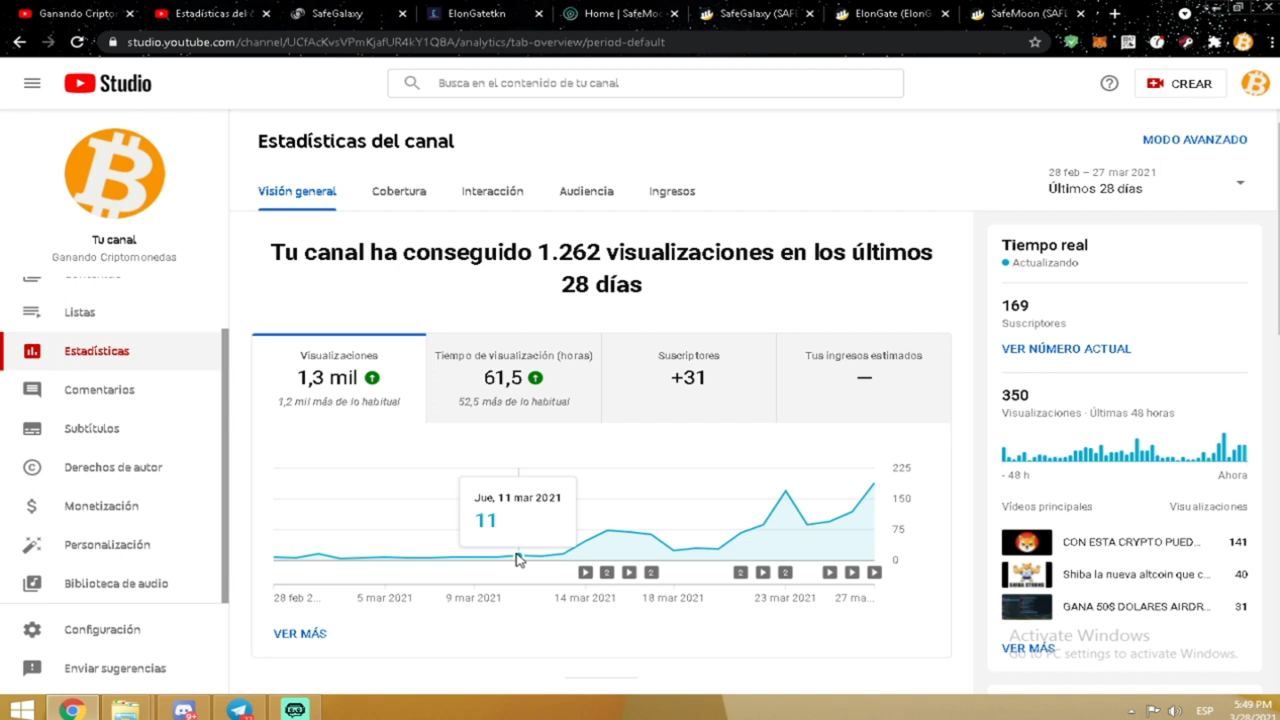 Ganando Cripto
Estadísticas del
SafeGalaxy
ElonGatetkn
Home | SafeMoo
SafeGalaxy (SAFE
ElonGate (ElonG
SafeMoon (SAF
studio.youtube.com/channel/UCfAcKvsVPmKjafUR4kY1QBA/analytics/tab-overview/period-default
Studio
Busca en el contenido de tu canal
CREAR
Tu canal
Ganando Criptomonedas
Listas
Estadísticas
Comentarios
Subtítulos
Derechos de autor
Monetización
Personalización
Biblioteca de audio
Configuración
Enviar sugerencias
Estadísticas del canal
MODO AVANZADO
28 feb – 27 mar 2021
Últimos 28 días
Visión general
Cobertura
Interacción
Audiencia
Ingresos
Tu canal ha conseguido 1.262 visualizaciones en los últimos
28 días
Visualizaciones
1,3 mil
1,2 mil más de lo habitual
Tiempo de visualización (horas)
61,5
52,5 más de lo habitual
Suscriptores
+31
Tus ingresos estimados
—
Jue, 11 mar 2021
11
225
150
75
0
2
2
2
2
28 feb 2...
5 mar 2021
9 mar 2021
14 mar 2021
18 mar 2021
23 mar 2021
27 ma...
VER MÁS
Tiempo real
Actualizando
169
Suscriptores
VER NÚMERO ACTUAL
350
Visualizaciones · Últimas 48 horas
- 48 h
Ahora
Vídeos principales
Visualizaciones
CON ESTA CRYPTO PUED...
141
Shiba la nueva altcoin que c...
40
GANA 50$ DOLARES AIRDR...
31
VER MÁS
Activate Windows
Go to PC settings to activate Windows.
ESP
5:49 PM
3/28/2021